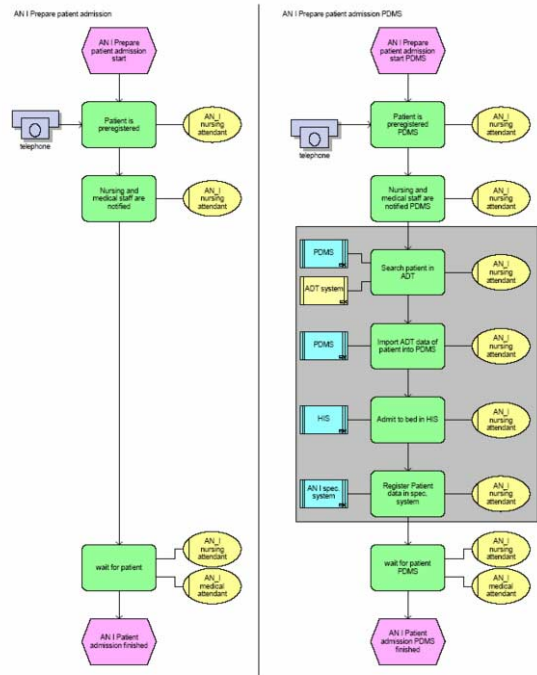 AN I Prepare patient admission
AN I Prepare
patient admission
start
Patient is
preregistered
AN_I
nursing
attendant
telephone
Nursing and
medical staff are
notified
AN_I
nursing
attendant
wait for patient
AN_I
nursing
attendant
AN_I
medical
attendant
AN I Patient
admission
finished
AN I Prepare patient admission PDMS
AN I Prepare
patient admission
start PDMS
Patient is
preregistered
PDMS
AN_I
nursing
attendant
telephone
Nursing and
medical staff are
notified PDMS
AN_I
nursing
attendant
PDMS
ADT system
Search patient in
ADT
AN_I
nursing
attendant
PDMS
Import ADT data of
patient into PDMS
AN_I
nursing
attendant
HIS
Admit to bed in HIS
AN_I
nursing
attendant
AN I spec.
system
Register Patient
data in spec.
system
AN_I
nursing
attendant
wait for patient
PDMS
AN_I
nursing
attendant
AN_I
medical
attendant
AN I Patient
admission PDMS
finished